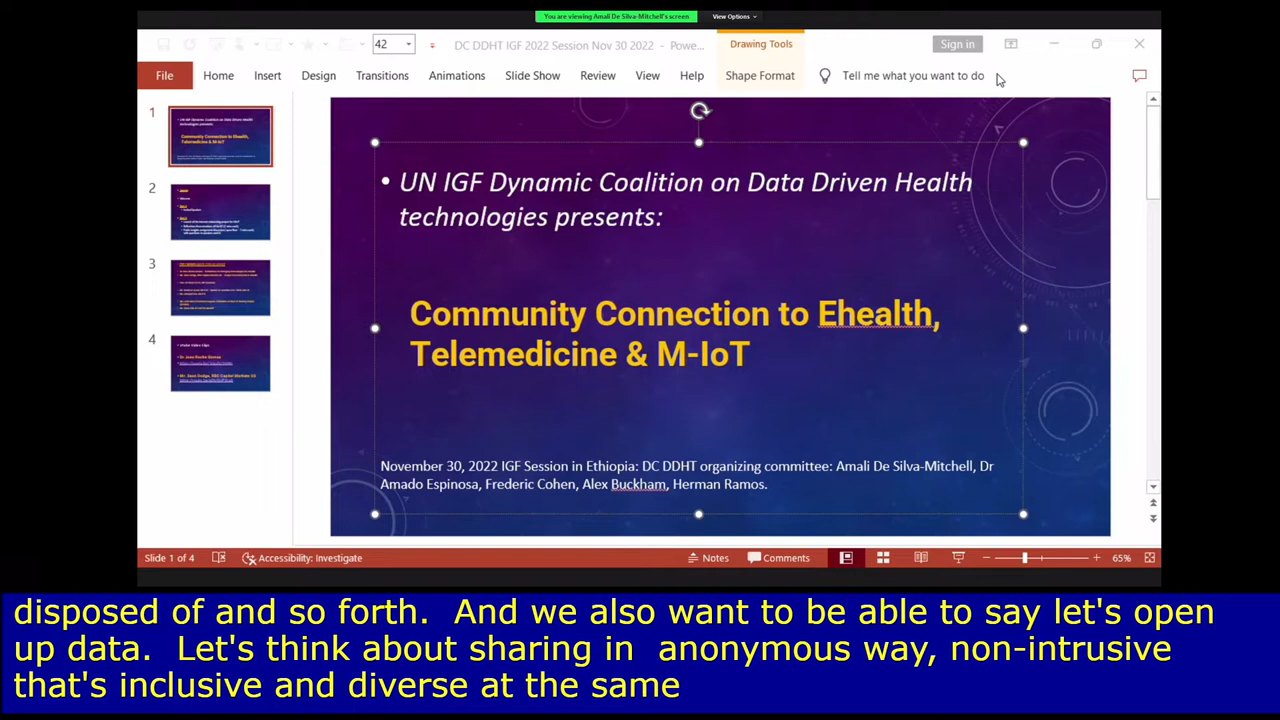 You are viewing Amali De Silva-Mitchell's screen View Options
42 DC DDHT IGF 2022 Session Nov 30 2022 - Powe... Drawing Tools Sign in
File Home Insert Design Transitions Animations Slide Show Review View Help Shape Format Tell me what you want to do
1
2
3
4
• UN IGF Dynamic Coalition on Data Driven Health
technologies presents:
Community Connection to Ehealth,
Telemedicine & M-IoT
November 30, 2022 IGF Session in Ethiopia: DC DDHT organizing committee: Amali De Silva-Mitchell, Dr
Amado Espinosa, Frederic Cohen, Alex Buckham, Herman Ramos.
Slide 1 of 4 Accessibility: Investigate Notes Comments 65%
disposed of and so forth. And we also want to be able to say let's open
up data. Let's think about sharing in anonymous way, non-intrusive
that's inclusive and diverse at the same